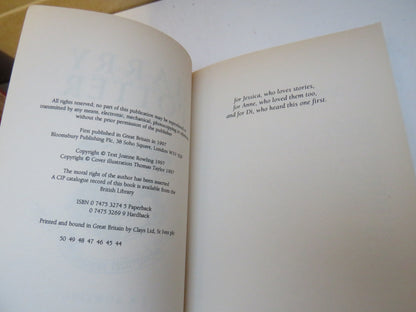 All rights reserved; no part of this publication may be reproduced or
transmitted by any means, electronic, mechanical, photocopying or otherwise,
without the prior permission of the publisher
First published in Great Britain in 1997
Bloomsbury Publishing Plc, 38 Soho Square, London W1V 5DF
Copyright © Text Joanne Rowling 1997
Copyright © Cover illustration Thomas Taylor 1997
The moral right of the author has been asserted
A CIP catalogue record of this book is available from the
British Library
ISBN 0 7475 3274 5 Paperback
0 7475 3269 9 Hardback
Printed and bound in Great Britain by Clays Ltd, St Ives plc
50 49 48 47 46 45 44
for Jessica, who loves stories,
for Anne, who loved them too,
and for Di, who heard this one first.